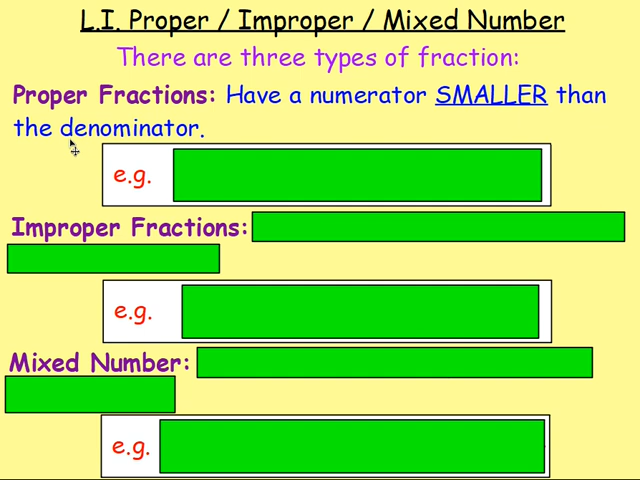 L.I. Proper / Improper / Mixed Number
There are three types of fraction:
Proper Fractions: Have a numerator SMALLER than
the denominator.
e.g.
Improper Fractions:
e.g.
Mixed Number:
e.g.